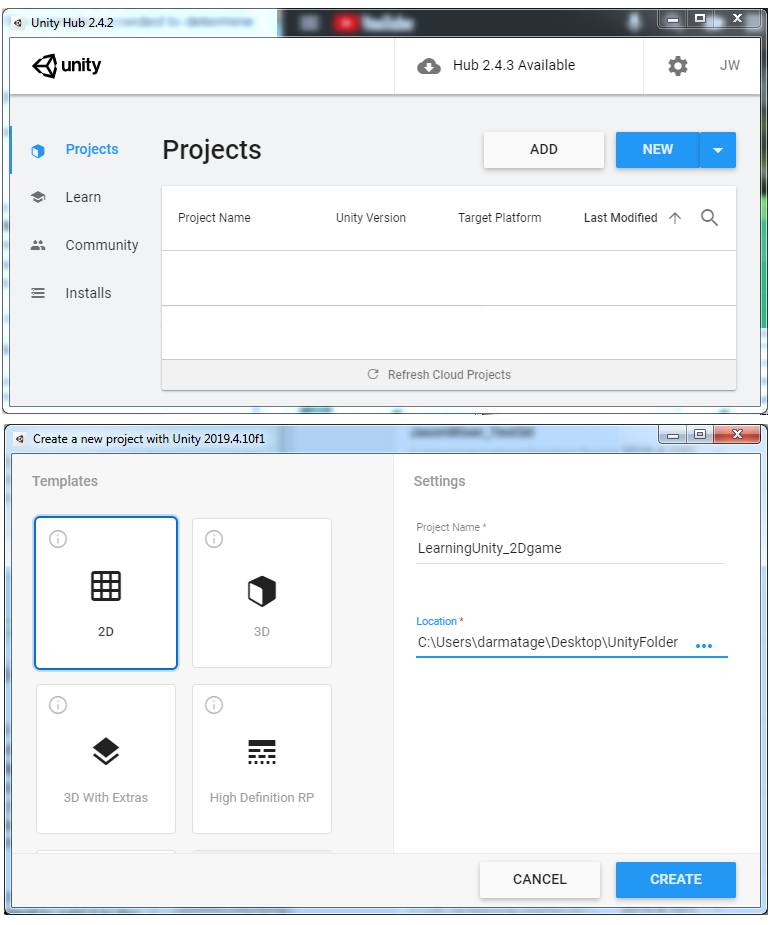 Unity Hub 2.4.2
unity
Hub 2.4.3 Available
JW
Projects
Projects
ADD
NEW
Learn
Project Name
Unity Version
Target Platform
Last Modified
Community
Installs
Refresh Cloud Projects
Create a new project with Unity 2019.4.10f1
Templates
Settings
Project Name *
LearningUnity_2Dgame
Location *
C:\Users\darmatage\Desktop\UnityFolder
2D
3D
3D With Extras
High Definition RP
CANCEL
CREATE